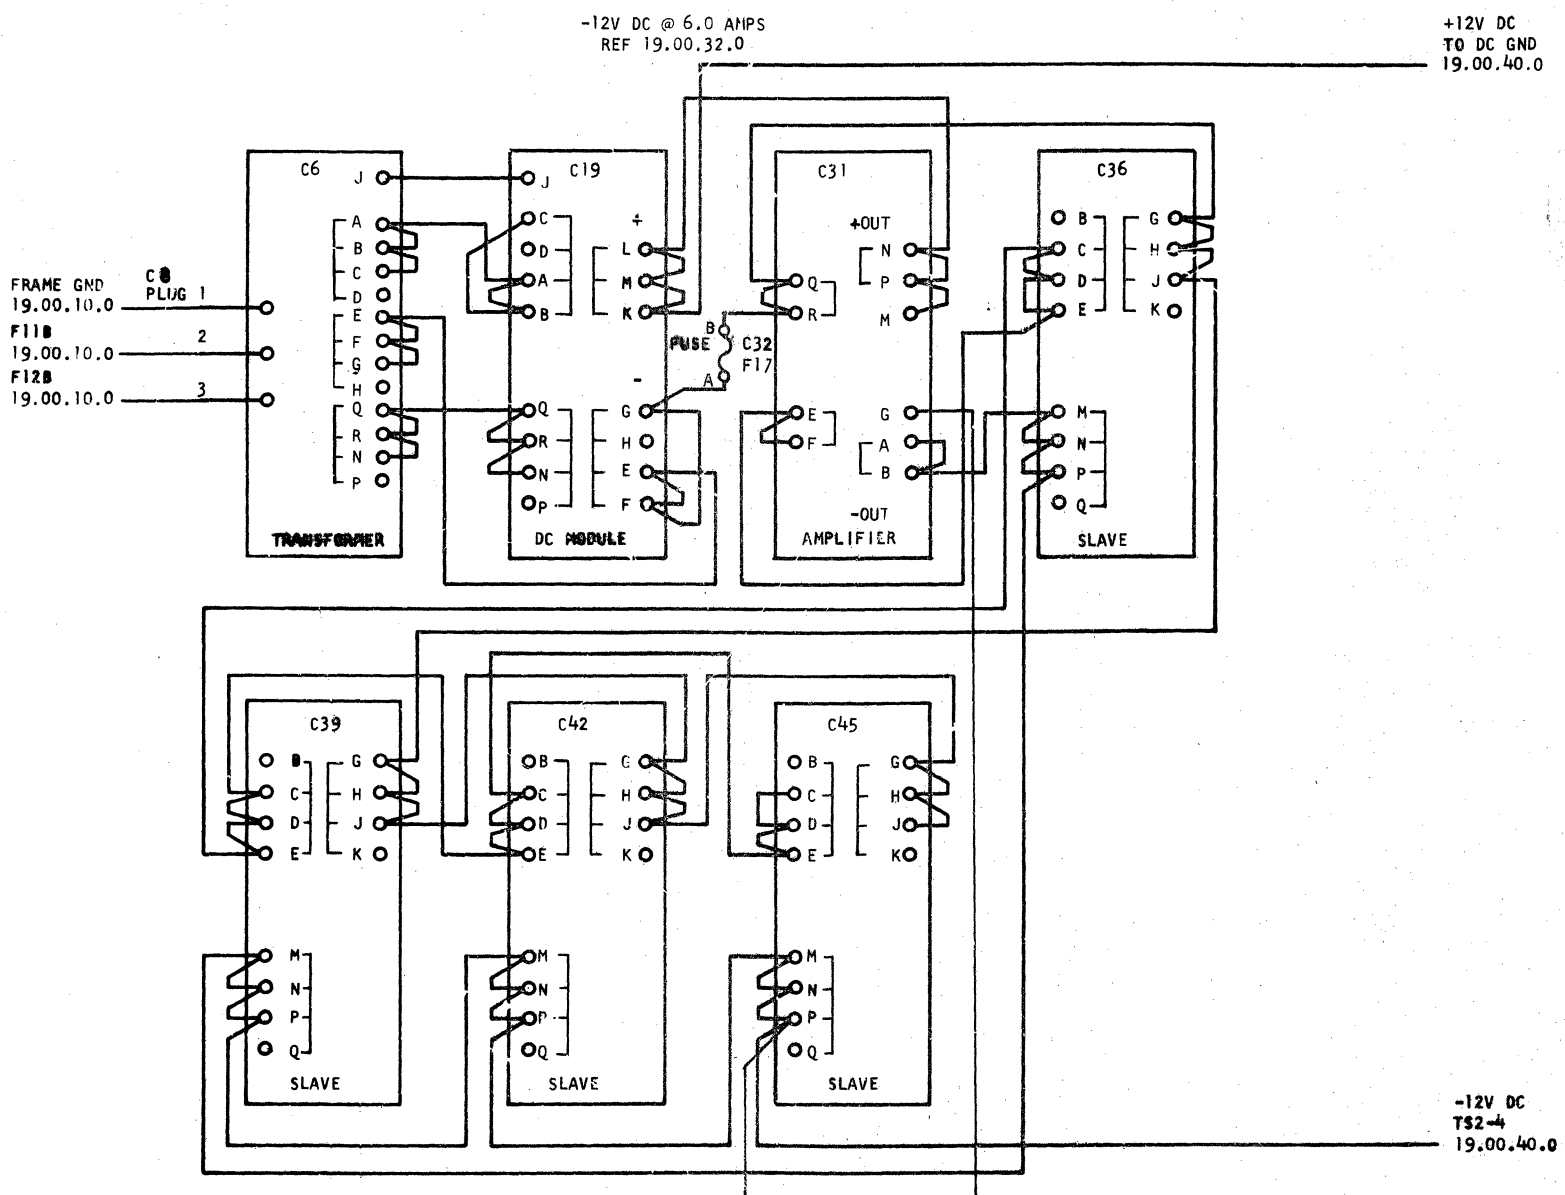 -12V DC @ 6.0 AMPS
REF 19.00.32.0
+12V DC
TO DC GND
19.00.40.0
FRAME GND
19.00.10.0
F11B
19.00.10.0
F12B
19.00.10.0
PLUG 1
2
3
C6
J
A
B
C
D
E
F
G
H
Q
R
N
P
TRANSFORMER
C19
J
C
D
A
B
+
L
M
K
-
Q
R
N
P
G
H
E
F
DC MODULE
B
FUSE
C32
F17
A
C31
+OUT
N
P
M
Q
R
E
F
G
A
B
-OUT
AMPLIFIER
C36
B
C
D
E
G
H
J
K
M
N
P
Q
SLAVE
C39
B
C
D
E
G
H
J
K
M
N
P
Q
SLAVE
C42
B
C
D
E
G
H
J
K
M
N
P
Q
SLAVE
C45
B
C
D
E
G
H
J
K
M
N
P
Q
SLAVE
-12V DC
TS2-4
19.00.40.0